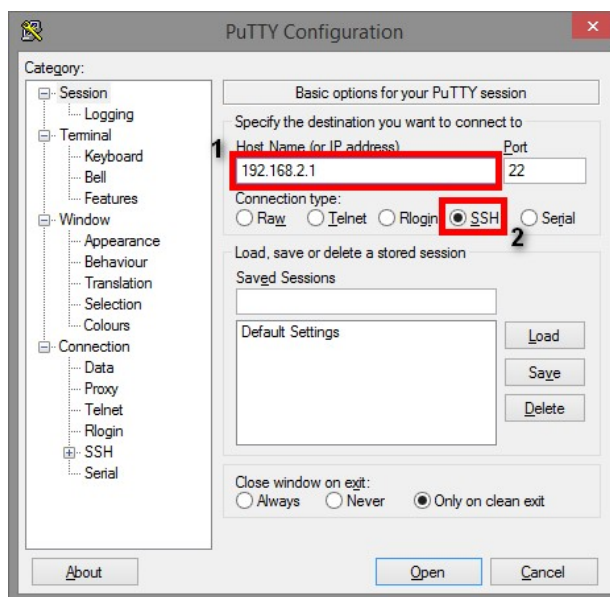 PuTTY Configuration
Category:
Session
Logging
Terminal
Keyboard
Bell
Features
Window
Appearance
Behaviour
Translation
Selection
Colours
Connection
Data
Proxy
Telnet
Rlogin
SSH
Serial
Basic options for your PuTTY session
Specify the destination you want to connect to
1 Host Name (or IP address) Port
192.168.2.1 22
Connection type:
Raw Telnet Rlogin SSH Serial
2
Load, save or delete a stored session
Saved Sessions
Default Settings
Load
Save
Delete
Close window on exit:
Always Never Only on clean exit
About Open Cancel